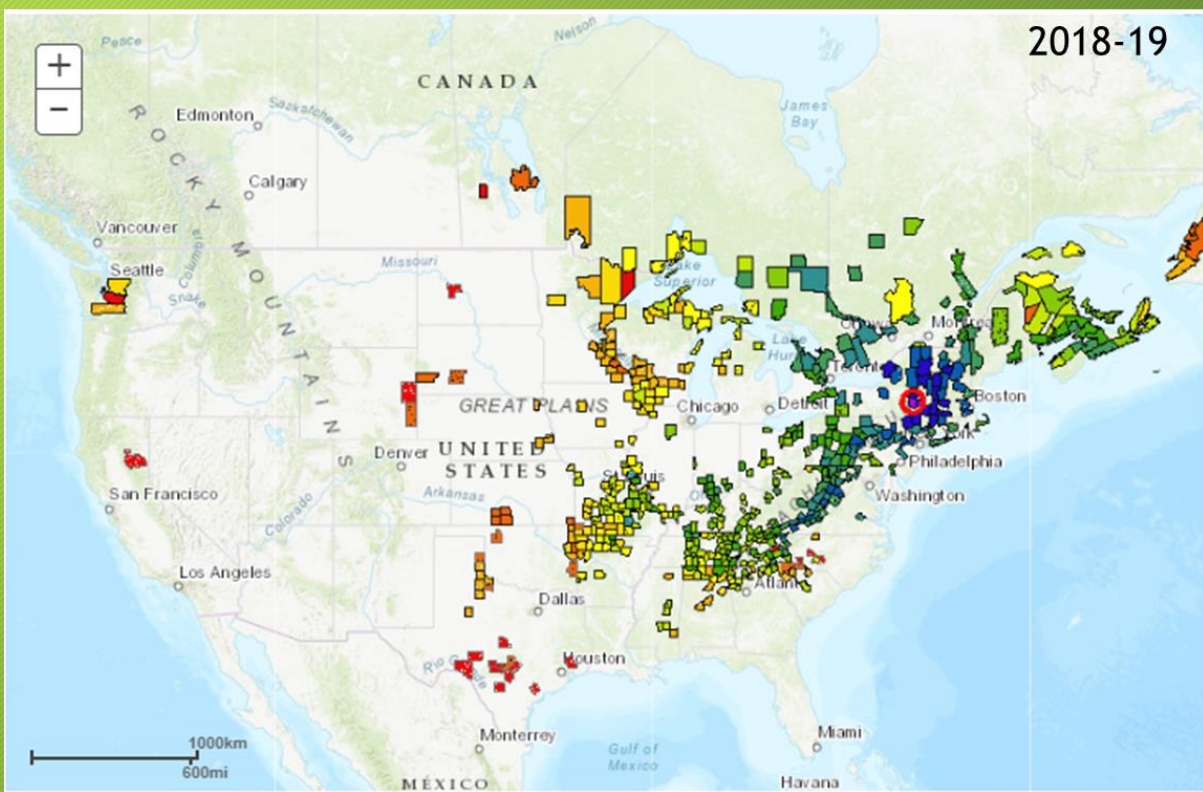 2018-19
+
−
Peace
Nelson
CANADA
James
Bay
Edmonton
Saskatchewan
ROCKY MOUNTAINS
Calgary
Vancouver
Columbia
Seattle
Snake
Missouri
Lake
Superior
Ottawa
Montreal
Lake
Huron
Toronto
Boston
GREAT PLAINS
Chicago
Detroit
York
Philadelphia
Denver
UNITED
STATES
St Louis
Washington
San Francisco
Colorado
Arkansas
Los Angeles
Atlanta
Dallas
Rio Grande
Houston
Monterrey
Gulf of
Mexico
Miami
1000km
600mi
MÉXICO
Havana